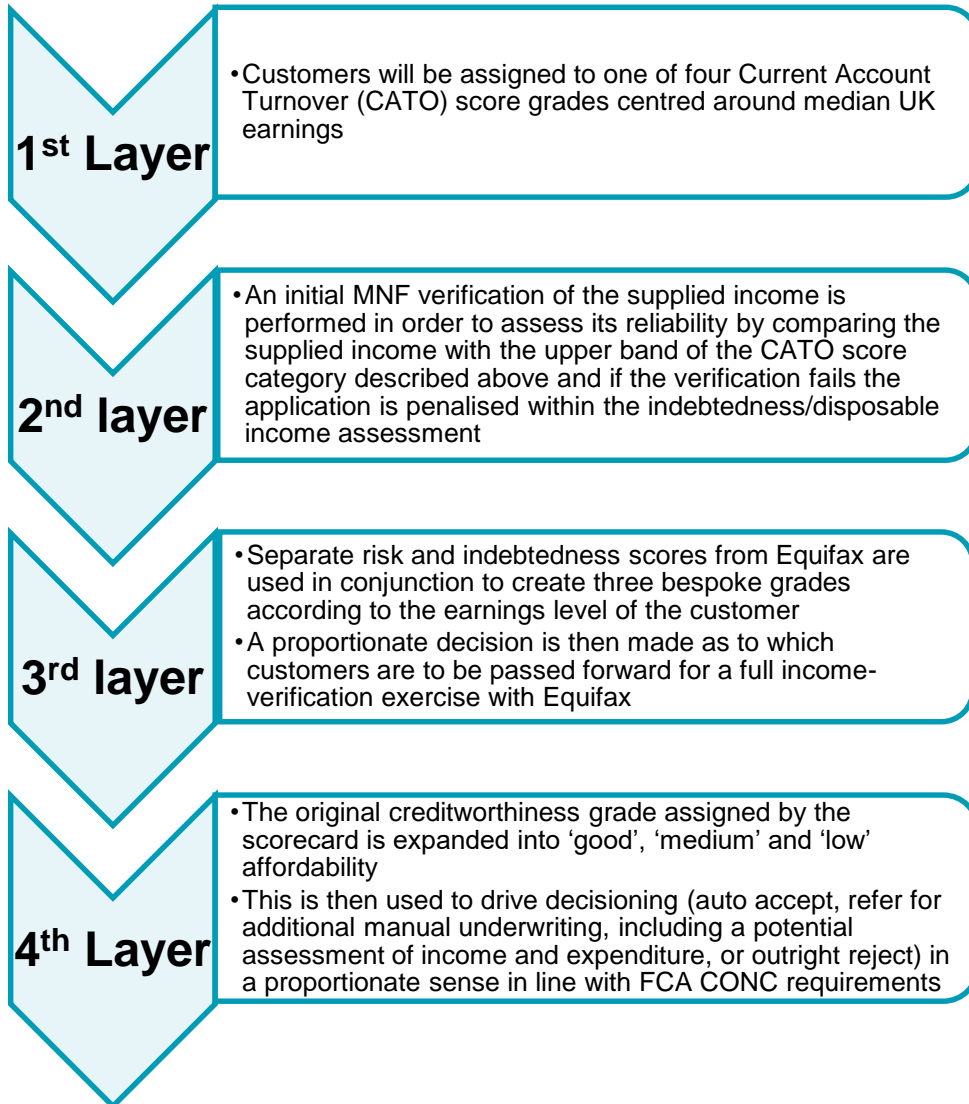 1st Layer
•Customers will be assigned to one of four Current Account
Turnover (CATO) score grades centred around median UK
earnings
2nd layer
•An initial MNF verification of the supplied income is
performed in order to assess its reliability by comparing the
supplied income with the upper band of the CATO score
category described above and if the verification fails the
application is penalised within the indebtedness/disposable
income assessment
3rd layer
•Separate risk and indebtedness scores from Equifax are
used in conjunction to create three bespoke grades
according to the earnings level of the customer
•A proportionate decision is then made as to which
customers are to be passed forward for a full income-
verification exercise with Equifax
4th Layer
•The original creditworthiness grade assigned by the
scorecard is expanded into ‘good’, ‘medium’ and ‘low’
affordability
•This is then used to drive decisioning (auto accept, refer for
additional manual underwriting, including a potential
assessment of income and expenditure, or outright reject) in
a proportionate sense in line with FCA CONC requirements